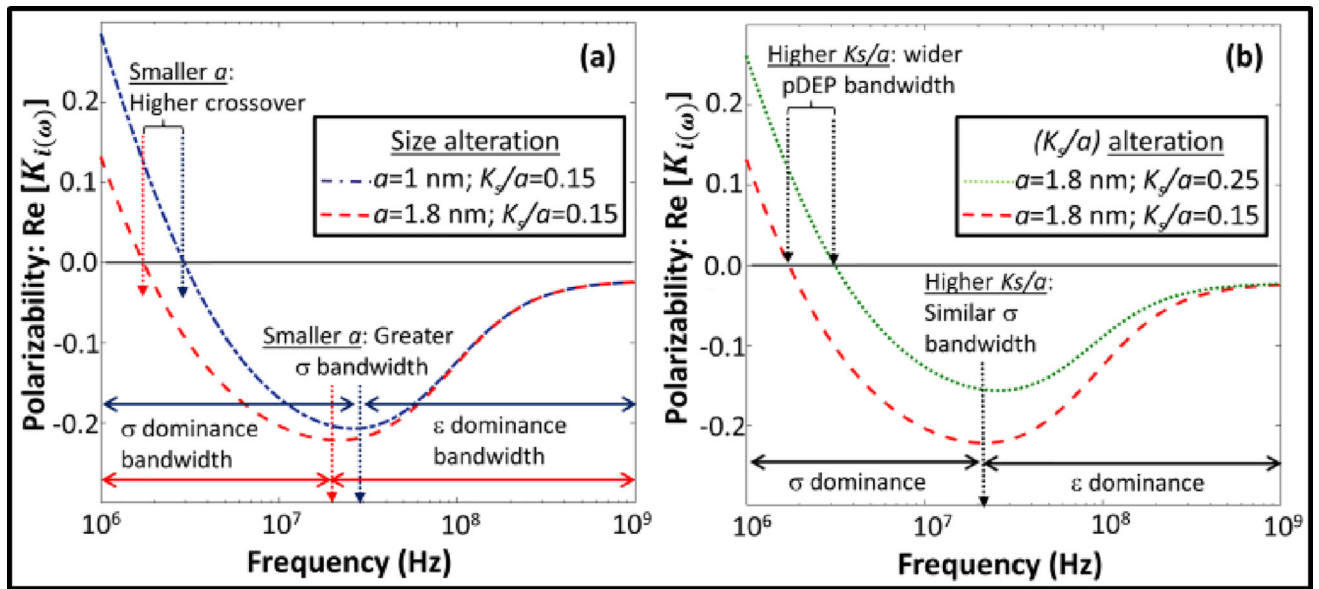 (a)
Smaller a:
Higher crossover
Size alteration
a=1 nm; Ks/a=0.15
a=1.8 nm; Ks/a=0.15
Smaller a: Greater
σ bandwidth
σ dominance
bandwidth
ε dominance
bandwidth
0.2
0.1
0.0
-0.1
-0.2
Polarizability: Re [K i(ω)]
10^6
10^7
10^8
10^9
Frequency (Hz)
(b)
Higher Ks/a: wider
pDEP bandwidth
(Ks/a) alteration
a=1.8 nm; Ks/a=0.25
a=1.8 nm; Ks/a=0.15
Higher Ks/a:
Similar σ
bandwidth
σ dominance
ε dominance
0.2
0.1
0.0
-0.1
-0.2
Polarizability: Re [K i(ω)]
10^6
10^7
10^8
10^9
Frequency (Hz)